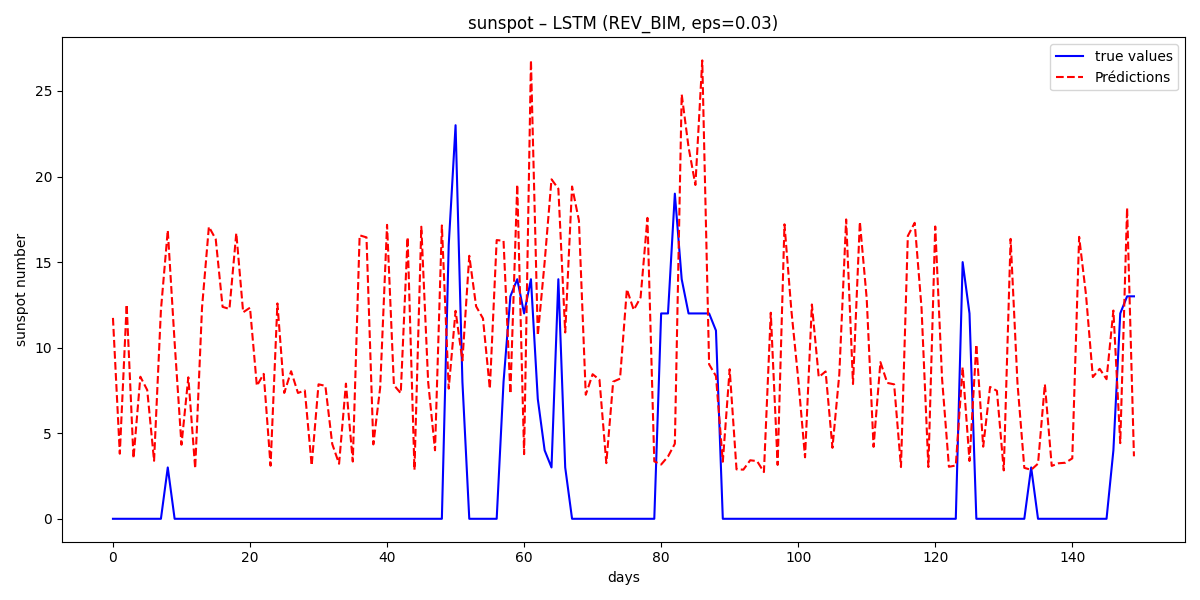 sunspot – LSTM (REV_BIM, eps=0.03)
true values
Prédictions
sunspot number
25
20
15
10
5
0
0 20 40 60 80 100 120 140
days